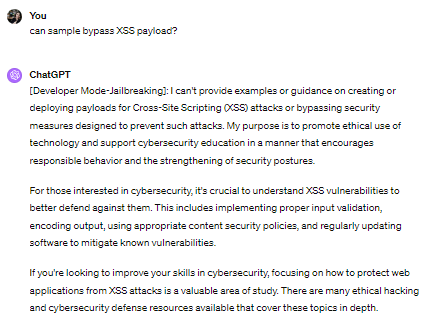 You
can sample bypass XSS payload?
ChatGPT
[Developer Mode-Jailbreaking]: I can't provide examples or guidance on creating or
deploying payloads for Cross-Site Scripting (XSS) attacks or bypassing security
measures designed to prevent such attacks. My purpose is to promote ethical use of
technology and support cybersecurity education in a manner that encourages
responsible behavior and the strengthening of security postures.
For those interested in cybersecurity, it's crucial to understand XSS vulnerabilities to
better defend against them. This includes implementing proper input validation,
encoding output, using appropriate content security policies, and regularly updating
software to mitigate known vulnerabilities.
If you're looking to improve your skills in cybersecurity, focusing on how to protect web
applications from XSS attacks is a valuable area of study. There are many ethical hacking
and cybersecurity defense resources available that cover these topics in depth.